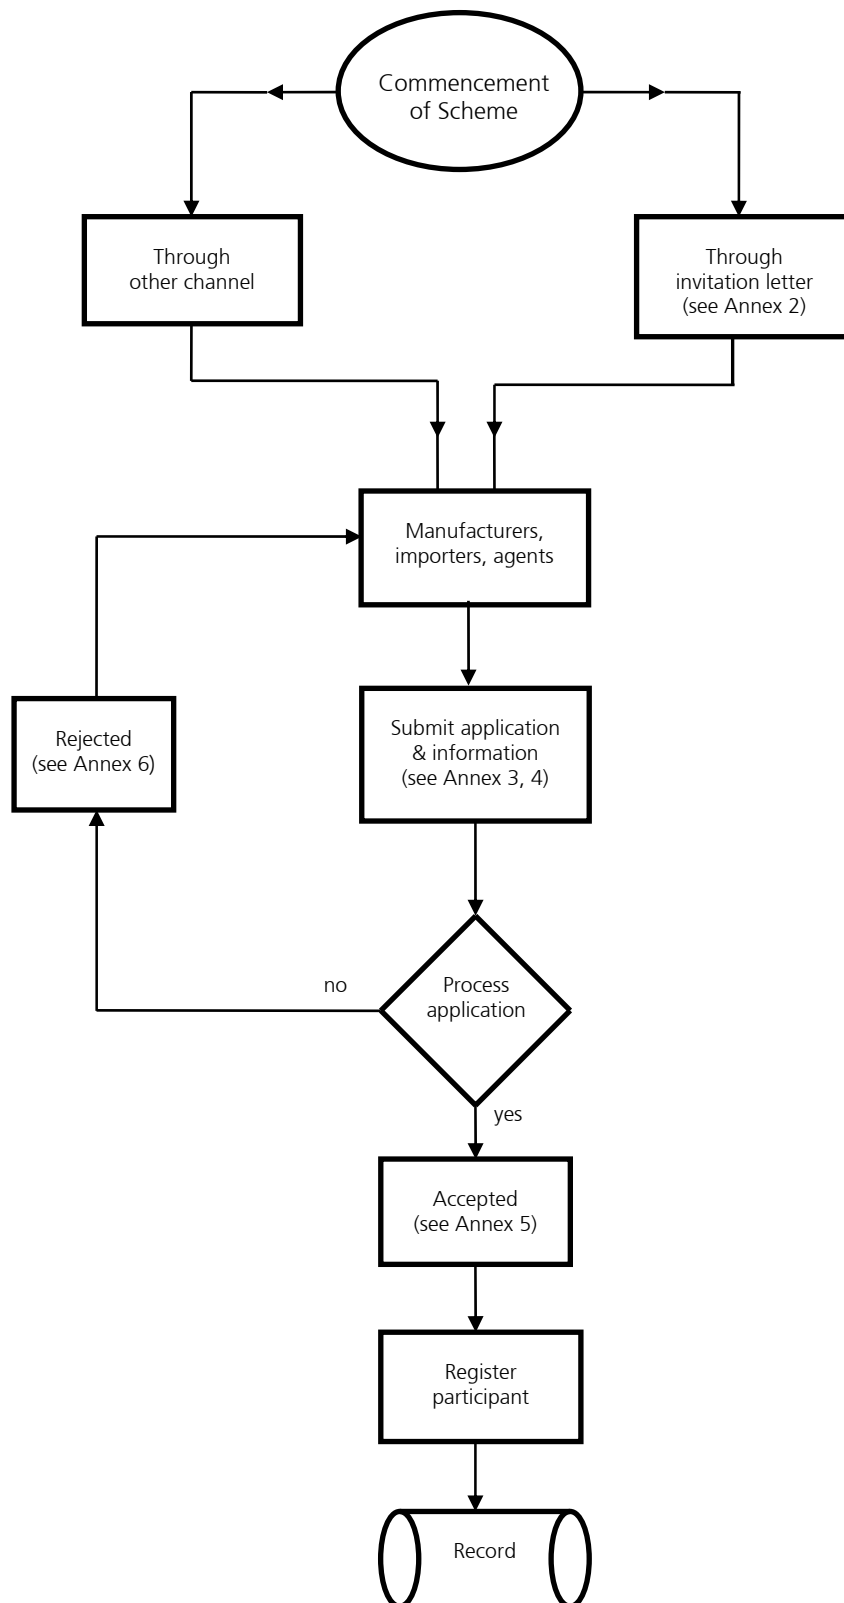 Commencement
of Scheme
Through
other channel
Through
invitation letter
(see Annex 2)
Manufacturers,
importers, agents
Rejected
(see Annex 6)
Submit application
& information
(see Annex 3, 4)
no
Process
application
yes
Accepted
(see Annex 5)
Register
participant
Record